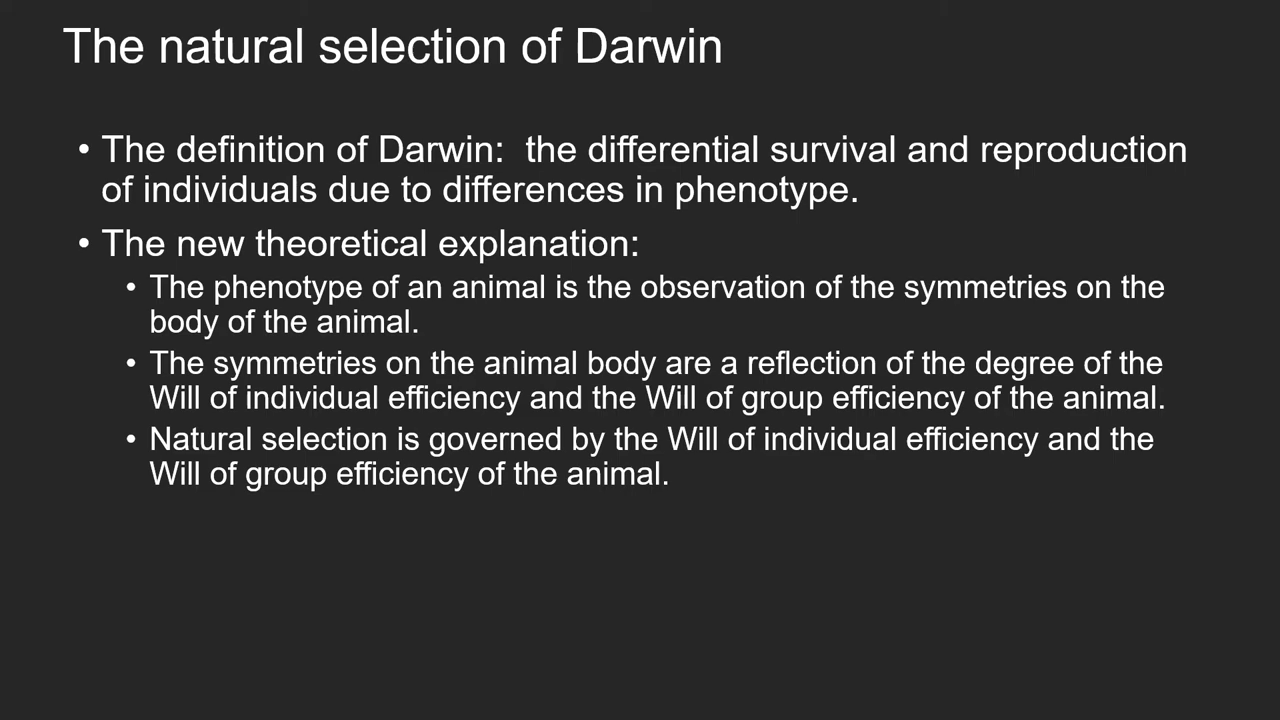 The natural selection of Darwin
• The definition of Darwin:  the differential survival and reproduction
of individuals due to differences in phenotype.
• The new theoretical explanation:
• The phenotype of an animal is the observation of the symmetries on the
body of the animal.
• The symmetries on the animal body are a reflection of the degree of the
Will of individual efficiency and the Will of group efficiency of the animal.
• Natural selection is governed by the Will of individual efficiency and the
Will of group efficiency of the animal.